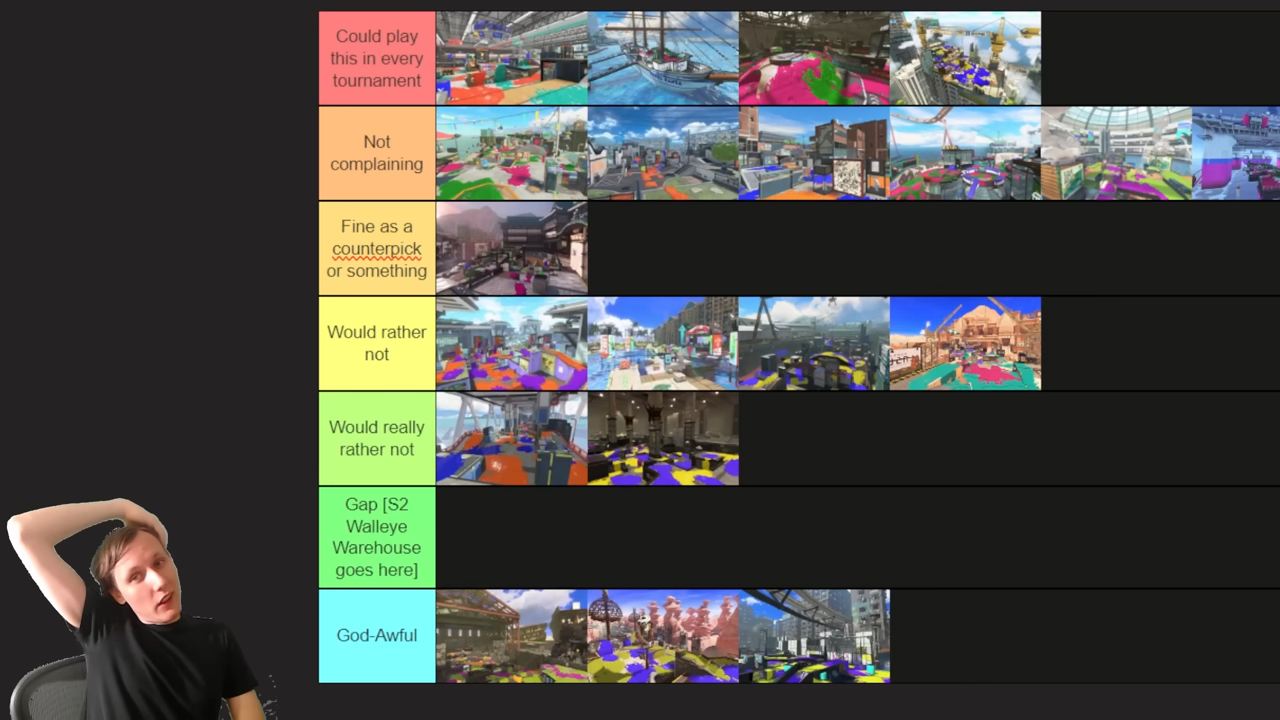 Could play
this in every
tournament
Not
complaining
Fine as a
counterpick
or something
Would rather
not
Would really
rather not
Gap [S2
Walleye
Warehouse
goes here]
God-Awful